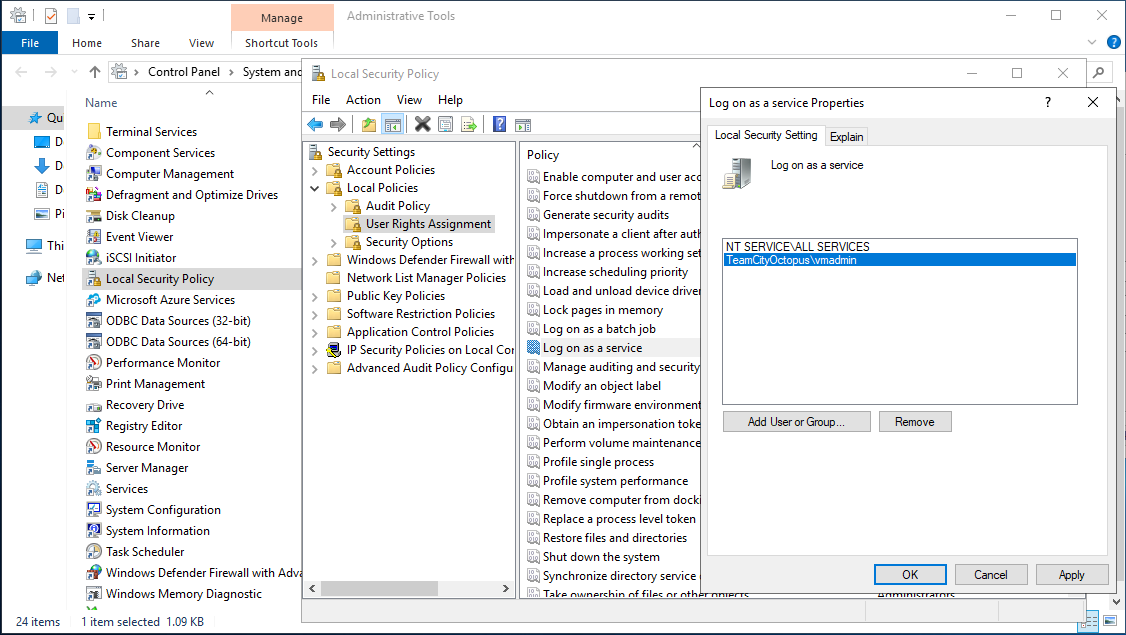 Manage
Administrative Tools
File
Home
Share
View
Shortcut Tools
Control Panel
System and
Name
Qu
D
D
D
Pi
Thi
Net
Terminal Services
Component Services
Computer Management
Defragment and Optimize Drives
Disk Cleanup
Event Viewer
iSCSI Initiator
Local Security Policy
Microsoft Azure Services
ODBC Data Sources (32-bit)
ODBC Data Sources (64-bit)
Performance Monitor
Print Management
Recovery Drive
Registry Editor
Resource Monitor
Server Manager
Services
System Configuration
System Information
Task Scheduler
Windows Defender Firewall with Adva
Windows Memory Diagnostic
24 items
1 item selected 1.09 KB
Local Security Policy
File
Action
View
Help
Security Settings
Account Policies
Local Policies
Audit Policy
User Rights Assignment
Security Options
Windows Defender Firewall with
Network List Manager Policies
Public Key Policies
Software Restriction Policies
Application Control Policies
IP Security Policies on Local Cor
Advanced Audit Policy Configu
Policy
Enable computer and user acc
Force shutdown from a remot
Generate security audits
Impersonate a client after auth
Increase a process working set
Increase scheduling priority
Load and unload device driver
Lock pages in memory
Log on as a batch job
Log on as a service
Manage auditing and security
Modify an object label
Modify firmware environment
Obtain an impersonation toke
Perform volume maintenance
Profile single process
Profile system performance
Remove computer from docki
Replace a process level token
Restore files and directories
Shut down the system
Synchronize directory service
Take ownership of files or other objects
Administrators
Log on as a service Properties
?
Local Security Setting
Explain
Log on as a service
NT SERVICE\ALL SERVICES
TeamCityOctopus\vmadmin
Add User or Group...
Remove
OK
Cancel
Apply